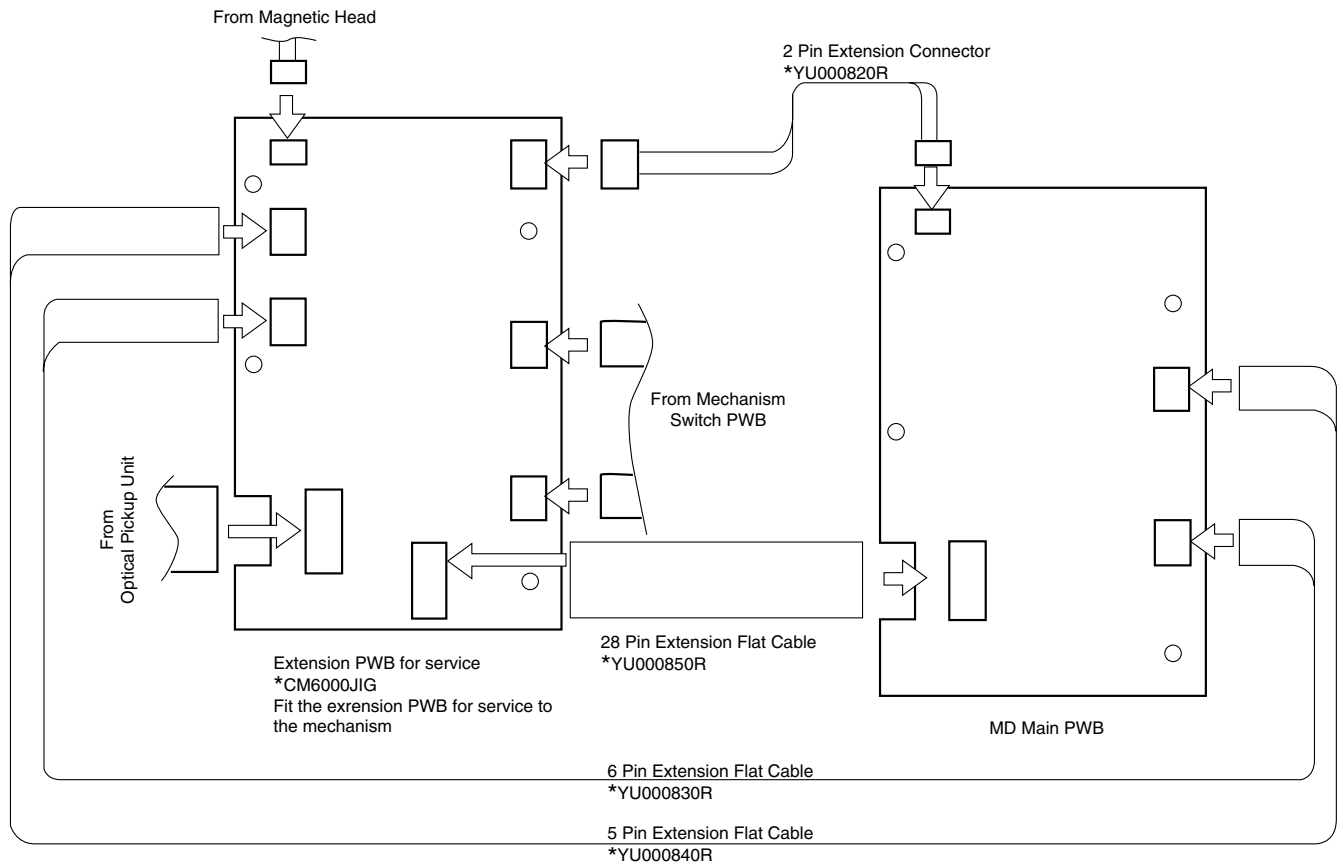 From Magnetic Head
2 Pin Extension Connector
*YU000820R
From Mechanism
Switch PWB
From
Optical Pickup Unit
28 Pin Extension Flat Cable
*YU000850R
Extension PWB for service
*CM6000JIG
Fit the exrension PWB for service to
the mechanism
MD Main PWB
6 Pin Extension Flat Cable
*YU000830R
5 Pin Extension Flat Cable
*YU000840R